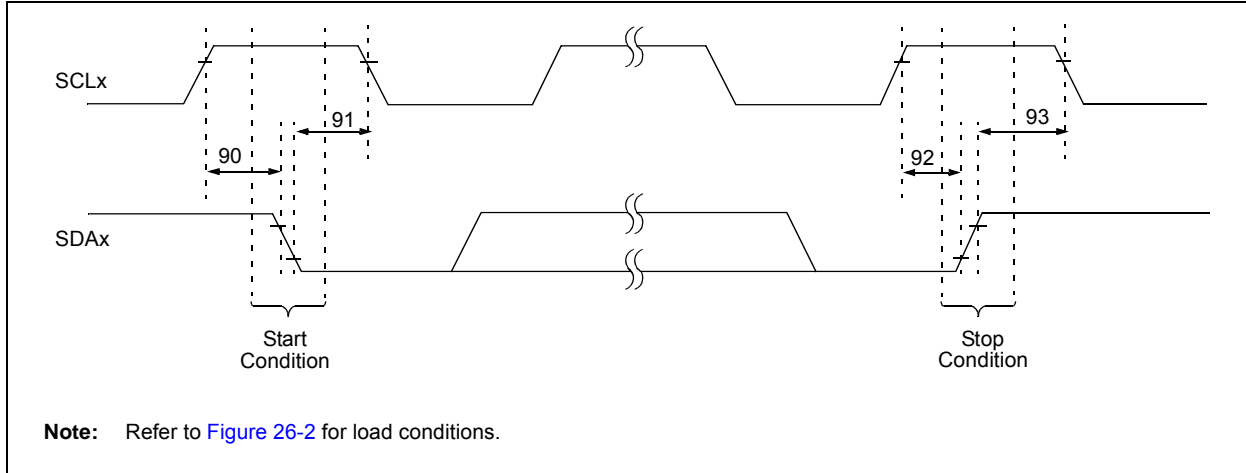 SCLx
91
93
90
92
SDAx
Start
Condition
Stop
Condition
Note: Refer to Figure 26-2 for load conditions.